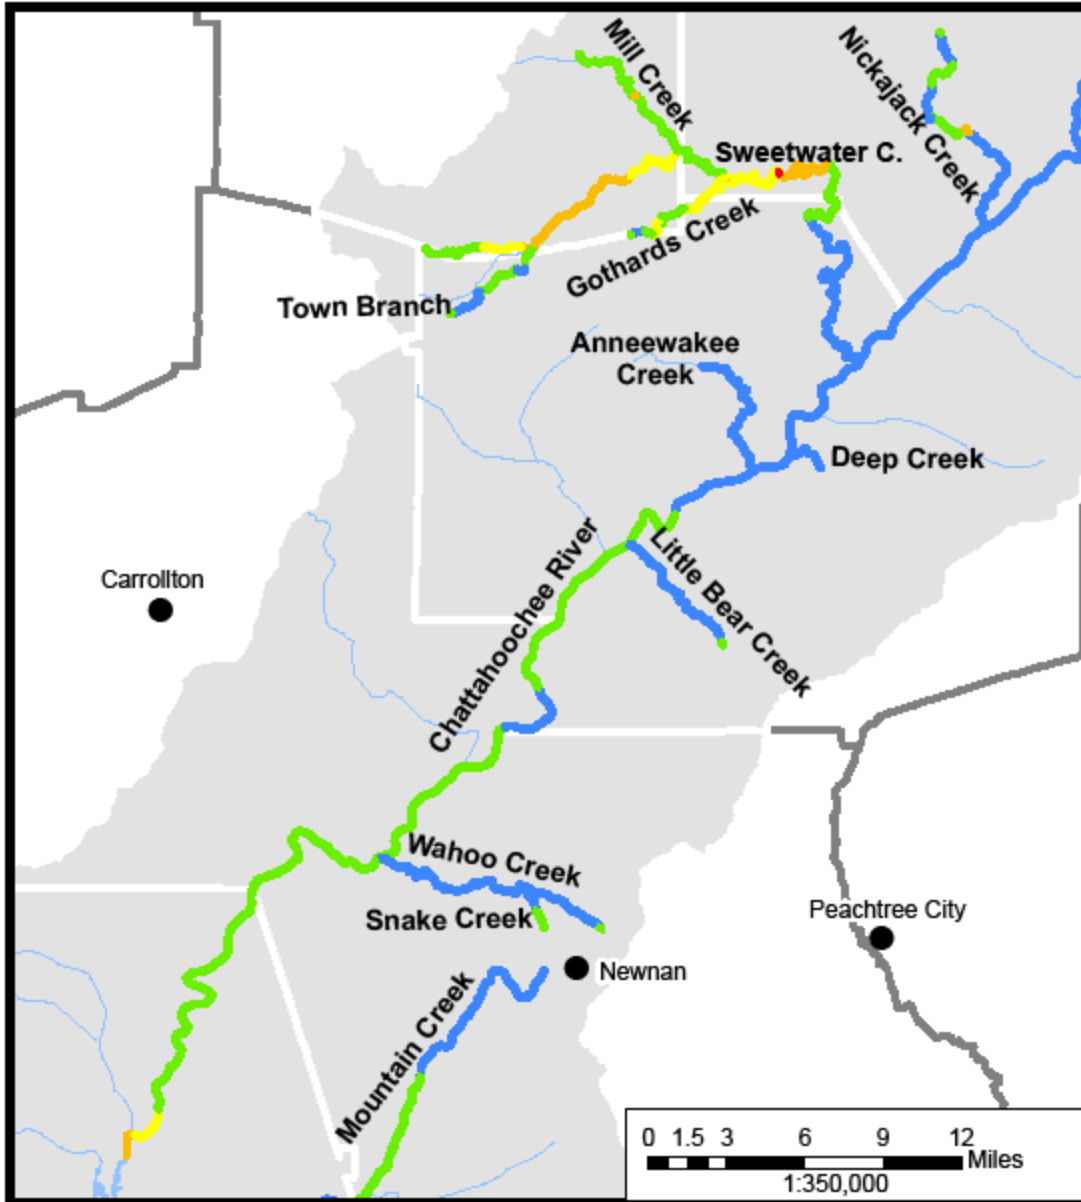 Mill Creek
Nickajack Creek
Sweetwater C.
Gothards Creek
Town Branch
Anneewakee
Creek
Deep Creek
Little Bear Creek
Chattahoochee River
Carrollton
Wahoo Creek
Snake Creek
Peachtree City
Newnan
Mountain Creek
0 1.5 3 6 9 12
Miles
1:350,000